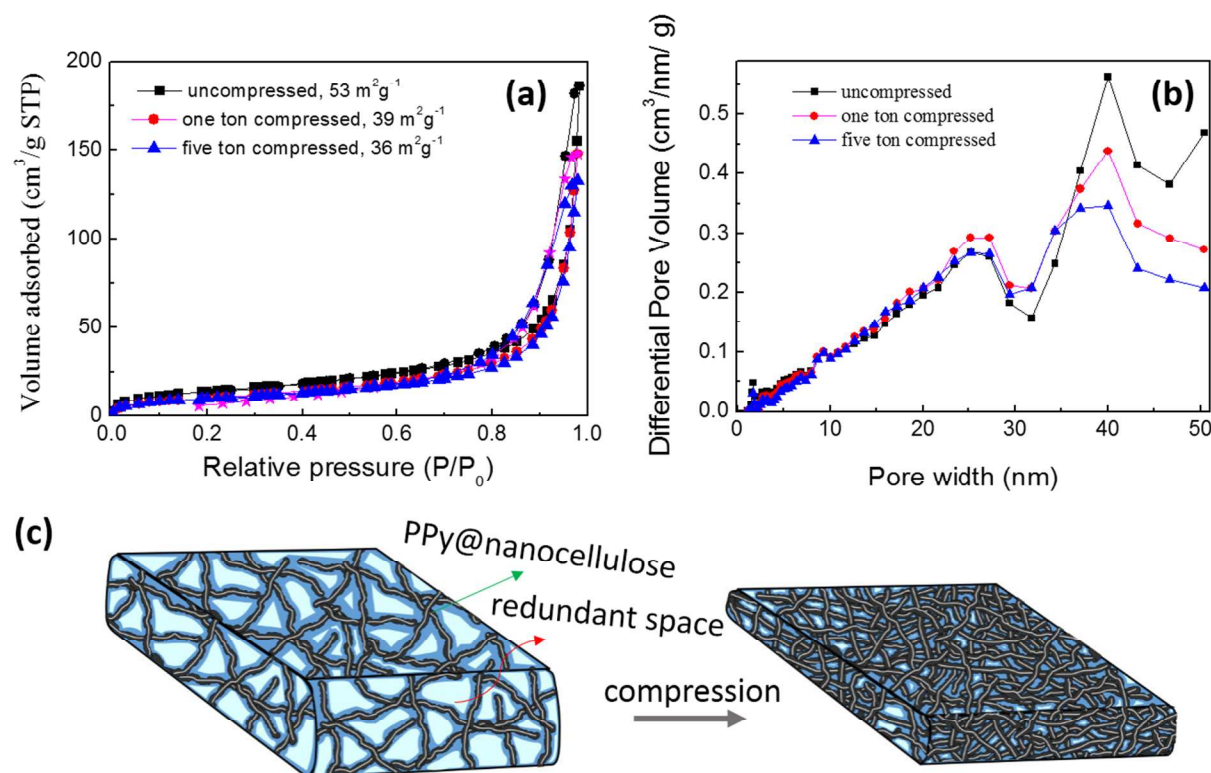 (a)
Volume adsorbed (cm³/g STP)
200
150
100
50
0
uncompressed, 53 m²g⁻¹
one ton compressed, 39 m²g⁻¹
five ton compressed, 36 m²g⁻¹
0.0 0.2 0.4 0.6 0.8 1.0
Relative pressure (P/P₀)
(b)
Differential Pore Volume (cm³/nm/ g)
0.5
0.4
0.3
0.2
0.1
0.0
uncompressed
one ton compressed
five ton compressed
0 10 20 30 40 50
Pore width (nm)
(c)
PPy@nanocellulose
redundant space
compression